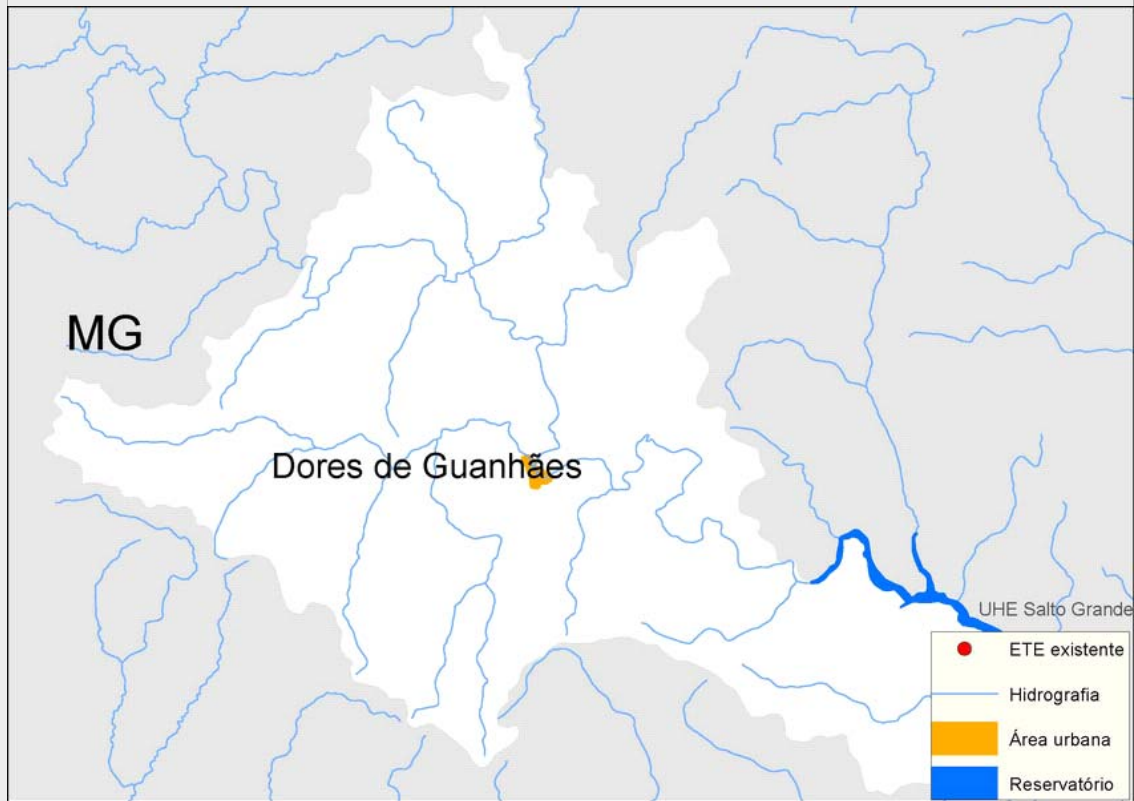 MG
Dores de Guanhães
UHE Salto Grande
ETE existente
Hidrografia
Área urbana
Reservatório